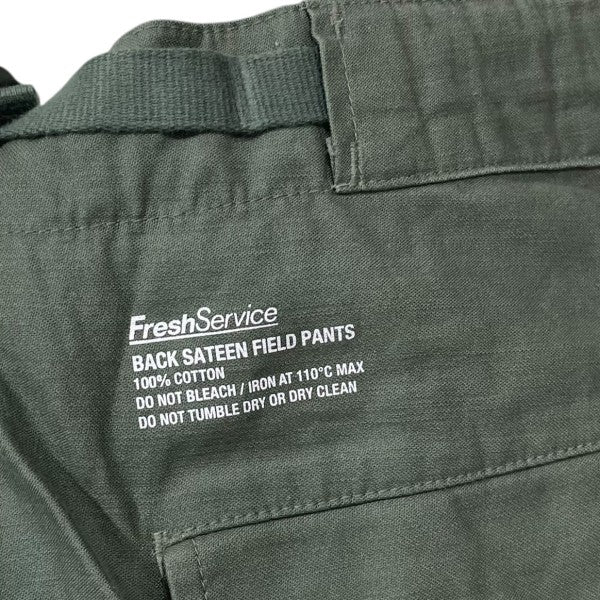 FreshService
BACK SATEEN FIELD PANTS
100% COTTON
DO NOT BLEACH / IRON AT 110°C MAX
DO NOT TUMBLE DRY OR DRY CLEAN